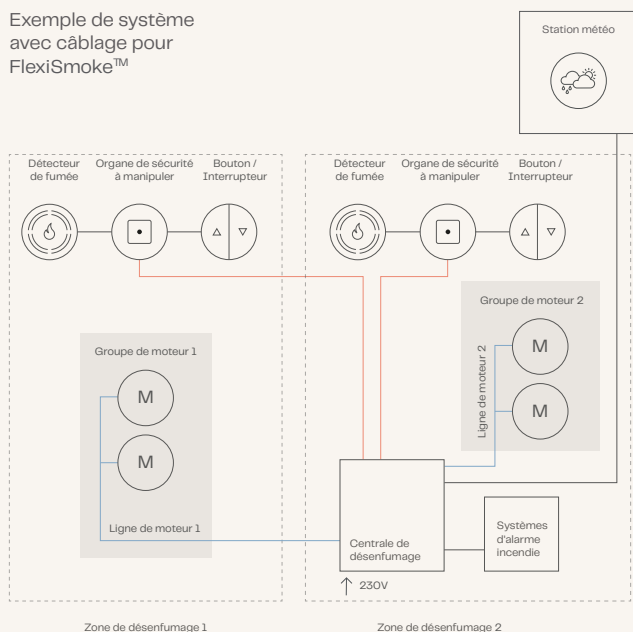 Exemple de système
avec câblage pour
FlexiSmoke™
Station météo
Détecteur
de fumée
Organe de sécurité
à manipuler
Bouton /
Interrupteur
Détecteur
de fumée
Organe de sécurité
à manipuler
Bouton /
Interrupteur
Groupe de moteur 1
M
M
Ligne de moteur 1
Groupe de moteur 2
M
M
Ligne de moteur 2
Centrale de
désenfumage
230V
Systèmes
d'alarme
incendie
Zone de désenfumage 1
Zone de désenfumage 2